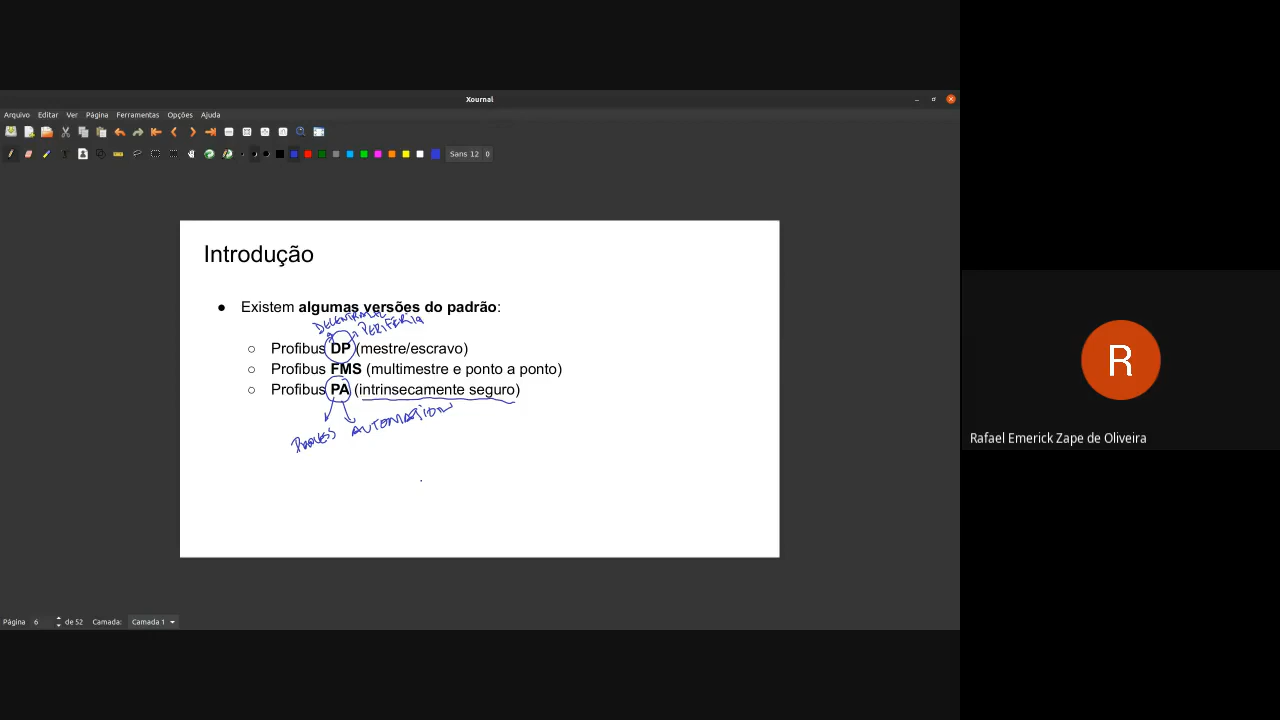 Xournal
Arquivo Editar Ver Página Ferramentas Opções Ajuda
Sans 12
Introdução
● Existem algumas versões do padrão:
PERIFERIA
○ Profibus DP (mestre/escravo)
○ Profibus FMS (multimestre e ponto a ponto)
○ Profibus PA (intrinsecamente seguro)
PROCESS AUTOMATION
R
Rafael Emerick Zape de Oliveira
Página 6 de 52 Camada: Camada 1